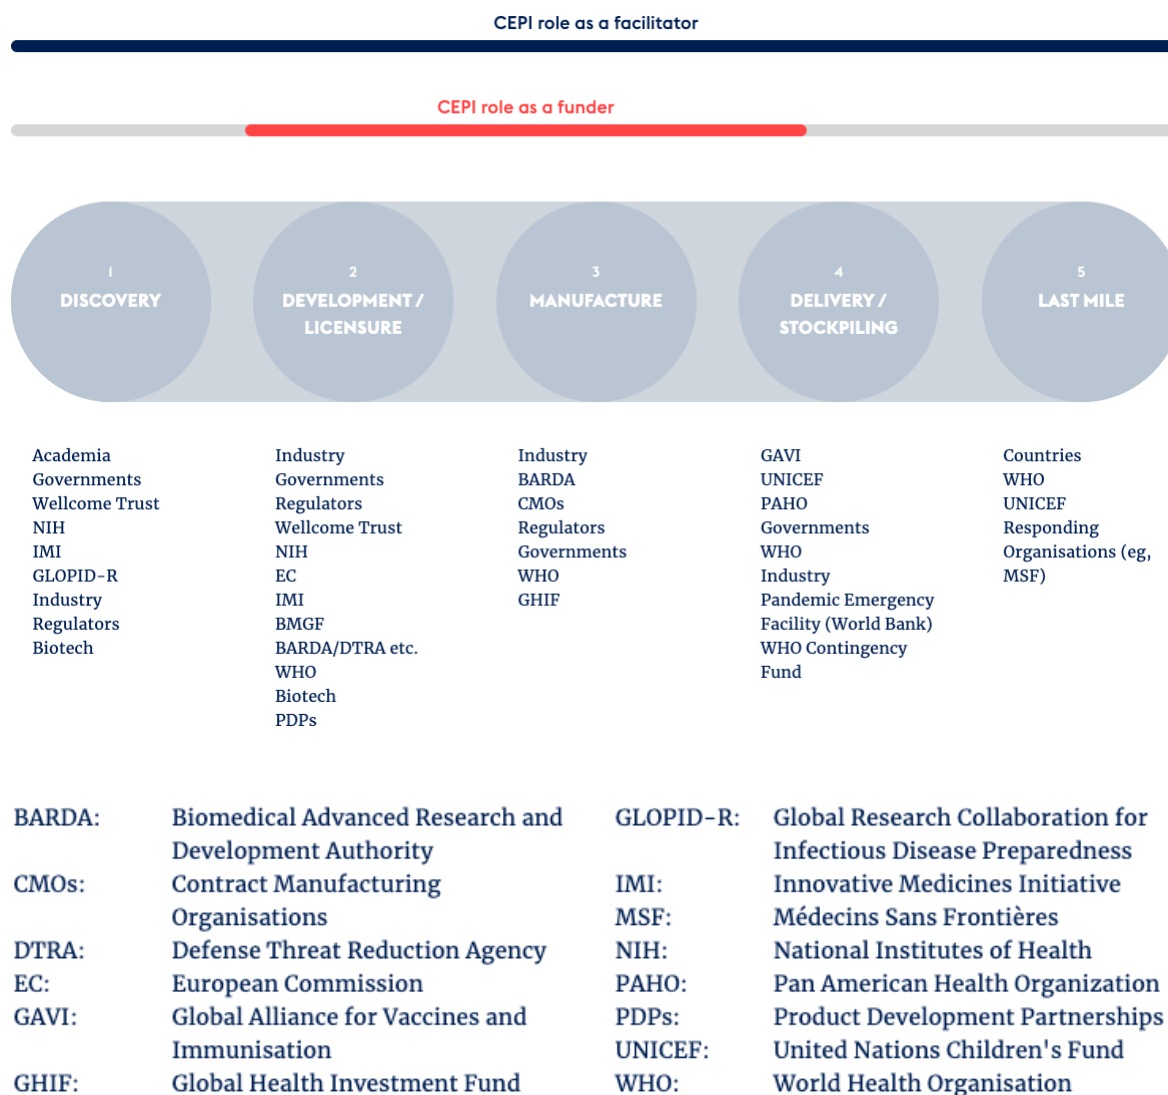 CEPI role as a facilitator
CEPI role as a funder
1
DISCOVERY
2
DEVELOPMENT /
LICENSURE
3
MANUFACTURE
4
DELIVERY /
STOCKPILING
5
LAST MILE
Academia
Governments
Wellcome Trust
NIH
IMI
GLOPID-R
Industry
Regulators
Biotech
Industry
Governments
Regulators
Wellcome Trust
NIH
EC
IMI
BMGF
BARDA/DTRA etc.
WHO
Biotech
PDPs
Industry
BARDA
CMOs
Regulators
Governments
WHO
GHIF
GAVI
UNICEF
PAHO
Governments
WHO
Industry
Pandemic Emergency
Facility (World Bank)
WHO Contingency
Fund
Countries
WHO
UNICEF
Responding
Organisations (eg,
MSF)
BARDA: Biomedical Advanced Research and
Development Authority
CMOs: Contract Manufacturing
Organisations
DTRA: Defense Threat Reduction Agency
EC: European Commission
GAVI: Global Alliance for Vaccines and
Immunisation
GHIF: Global Health Investment Fund
GLOPID-R: Global Research Collaboration for
Infectious Disease Preparedness
IMI: Innovative Medicines Initiative
MSF: Médecins Sans Frontières
NIH: National Institutes of Health
PAHO: Pan American Health Organization
PDPs: Product Development Partnerships
UNICEF: United Nations Children's Fund
WHO: World Health Organisation